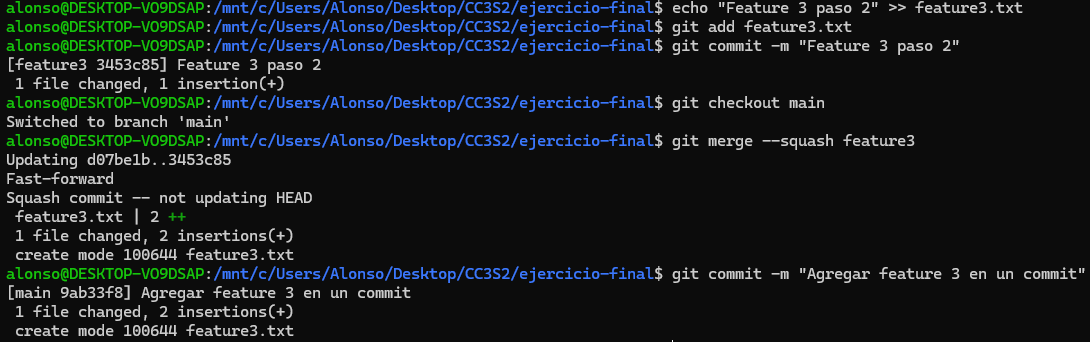 alonso@DESKTOP-VO9DSAP:/mnt/c/Users/Alonso/Desktop/CC3S2/ejercicio-final$ echo "Feature 3 paso 2" >> feature3.txt
alonso@DESKTOP-VO9DSAP:/mnt/c/Users/Alonso/Desktop/CC3S2/ejercicio-final$ git add feature3.txt
alonso@DESKTOP-VO9DSAP:/mnt/c/Users/Alonso/Desktop/CC3S2/ejercicio-final$ git commit -m "Feature 3 paso 2"
[feature3 3453c85] Feature 3 paso 2
 1 file changed, 1 insertion(+)
alonso@DESKTOP-VO9DSAP:/mnt/c/Users/Alonso/Desktop/CC3S2/ejercicio-final$ git checkout main
Switched to branch 'main'
alonso@DESKTOP-VO9DSAP:/mnt/c/Users/Alonso/Desktop/CC3S2/ejercicio-final$ git merge --squash feature3
Updating d07be1b..3453c85
Fast-forward
Squash commit -- not updating HEAD
 feature3.txt | 2 ++
 1 file changed, 2 insertions(+)
 create mode 100644 feature3.txt
alonso@DESKTOP-VO9DSAP:/mnt/c/Users/Alonso/Desktop/CC3S2/ejercicio-final$ git commit -m "Agregar feature 3 en un commit"
[main 9ab33f8] Agregar feature 3 en un commit
 1 file changed, 2 insertions(+)
 create mode 100644 feature3.txt